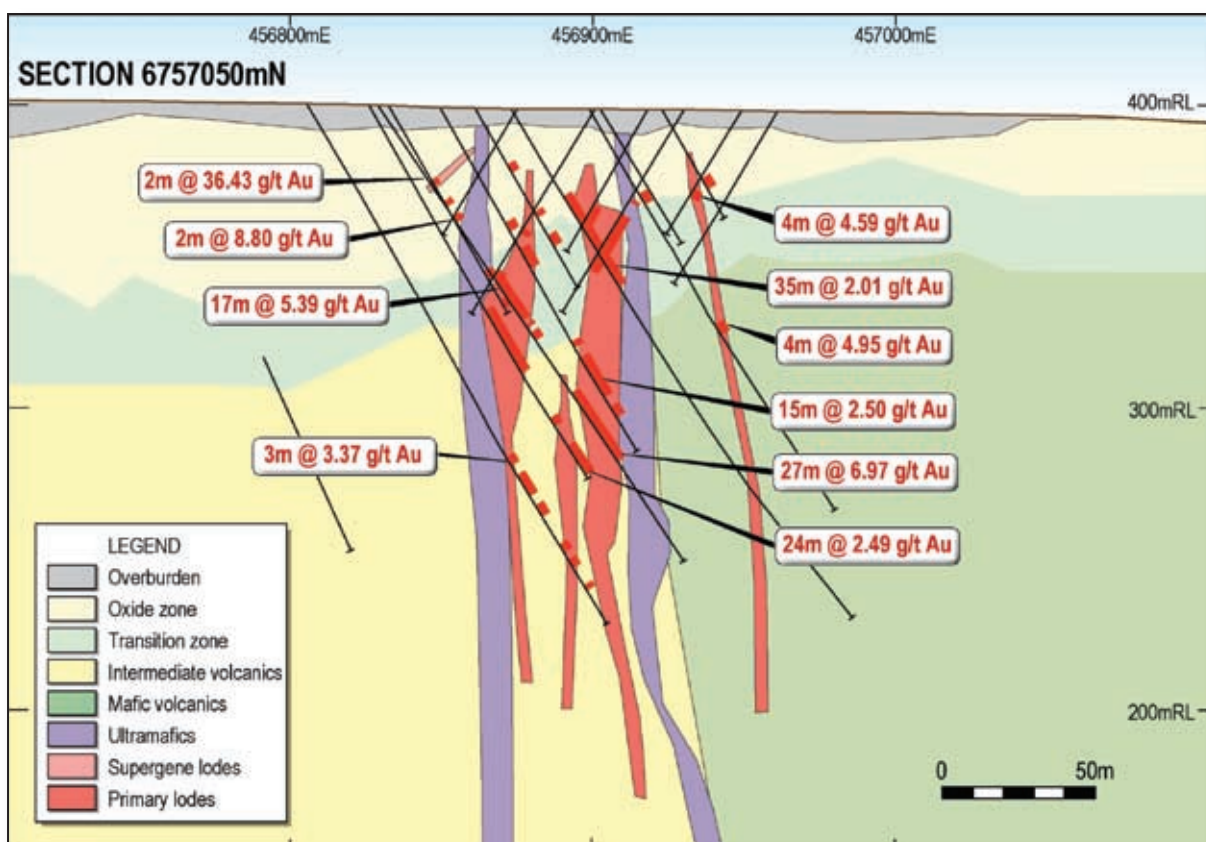 456800mE 456900mE 457000mE
SECTION 6757050mN
400mRL
2m @ 36.43 g/t Au
4m @ 4.59 g/t Au
2m @ 8.80 g/t Au
35m @ 2.01 g/t Au
17m @ 5.39 g/t Au
4m @ 4.95 g/t Au
300mRL
15m @ 2.50 g/t Au
3m @ 3.37 g/t Au
27m @ 6.97 g/t Au
24m @ 2.49 g/t Au
LEGEND
Overburden
Oxide zone
Transition zone
Intermediate volcanics
Mafic volcanics
Ultramafics
Supergene lodes
Primary lodes
200mRL
0 50m